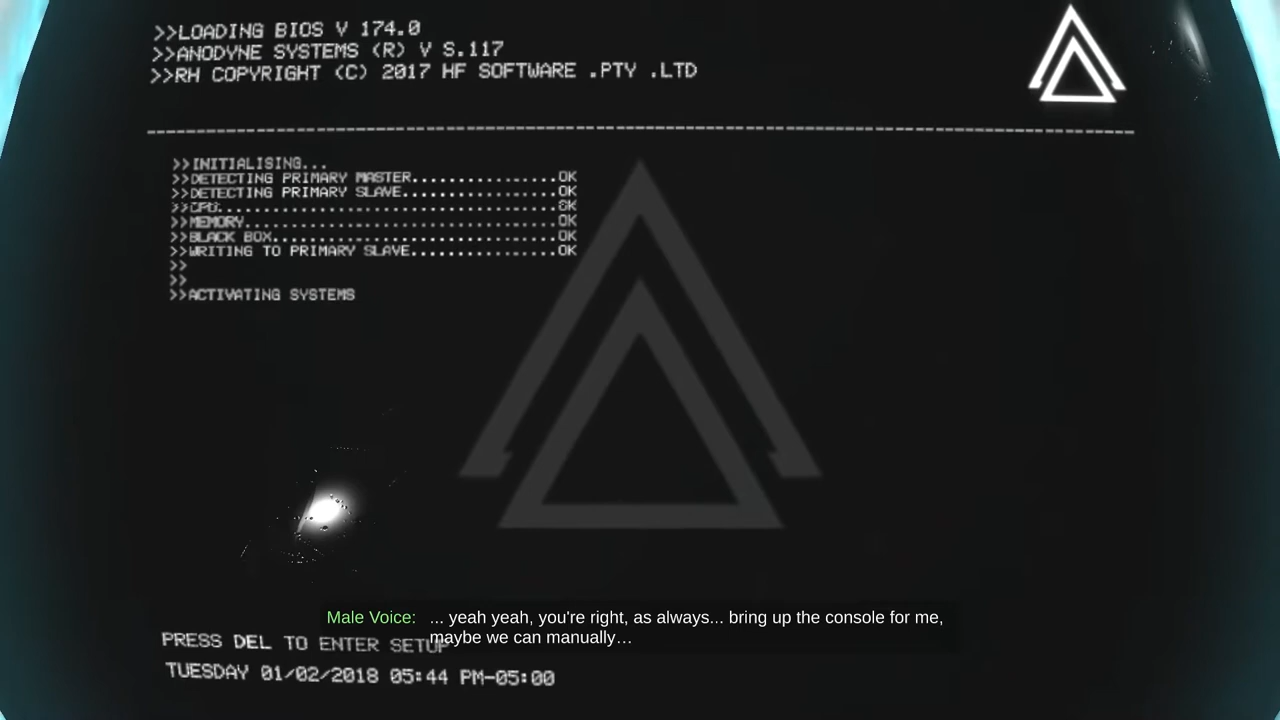 >>LOADING BIOS V 174.0
>>ANODYNE SYSTEMS (R) V S.117
>>RH COPYRIGHT (C) 2017 HF SOFTWARE .PTY .LTD
>>INITIALISING...
>>DETECTING PRIMARY MASTER................OK
>>DETECTING PRIMARY SLAVE.................OK
>>CPU.....................................OK
>>MEMORY..................................OK
>>BLACK BOX...............................OK
>>WRITING TO PRIMARY SLAVE................OK
>>
>>
>>ACTIVATING SYSTEMS
Male Voice: ... yeah yeah, you're right, as always... bring up the console for me,
maybe we can manually…
PRESS DEL TO ENTER SETUP
TUESDAY 01/02/2018 05:44 PM-05:00